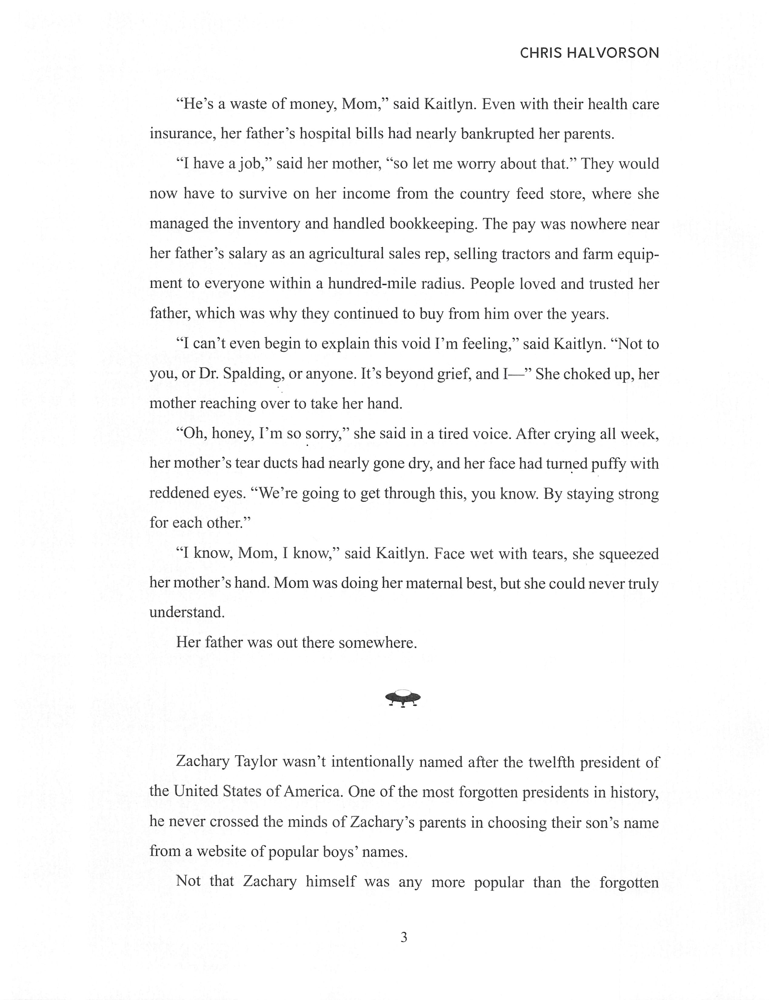 CHRIS HALVORSON
“He’s a waste of money, Mom,” said Kaitlyn. Even with their health care
insurance, her father’s hospital bills had nearly bankrupted her parents.
“I have a job,” said her mother, “so let me worry about that.” They would
now have to survive on her income from the country feed store, where she
managed the inventory and handled bookkeeping. The pay was nowhere near
her father’s salary as an agricultural sales rep, selling tractors and farm equip-
ment to everyone within a hundred-mile radius. People loved and trusted her
father, which was why they continued to buy from him over the years.
“I can’t even begin to explain this void I’m feeling,” said Kaitlyn. “Not to
you, or Dr. Spalding, or anyone. It’s beyond grief, and I—” She choked up, her
mother reaching over to take her hand.
“Oh, honey, I’m so sorry,” she said in a tired voice. After crying all week,
her mother’s tear ducts had nearly gone dry, and her face had turned puffy with
reddened eyes. “We’re going to get through this, you know. By staying strong
for each other.”
“I know, Mom, I know,” said Kaitlyn. Face wet with tears, she squeezed
her mother’s hand. Mom was doing her maternal best, but she could never truly
understand.
Her father was out there somewhere.
Zachary Taylor wasn’t intentionally named after the twelfth president of
the United States of America. One of the most forgotten presidents in history,
he never crossed the minds of Zachary’s parents in choosing their son’s name
from a website of popular boys’ names.
Not that Zachary himself was any more popular than the forgotten
3